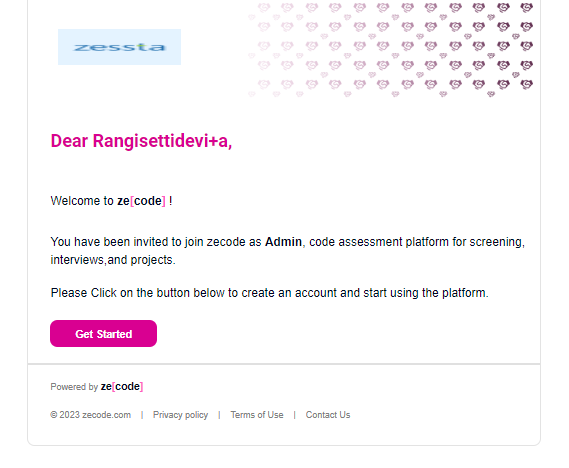 zessta
Dear Rangisettidevi+a,
Welcome to ze[code] !
You have been invited to join zecode as Admin, code assessment platform for screening,
interviews,and projects.
Please Click on the button below to create an account and start using the platform.
Get Started
Powered by ze[code]
© 2023 zecode.com | Privacy policy | Terms of Use | Contact Us